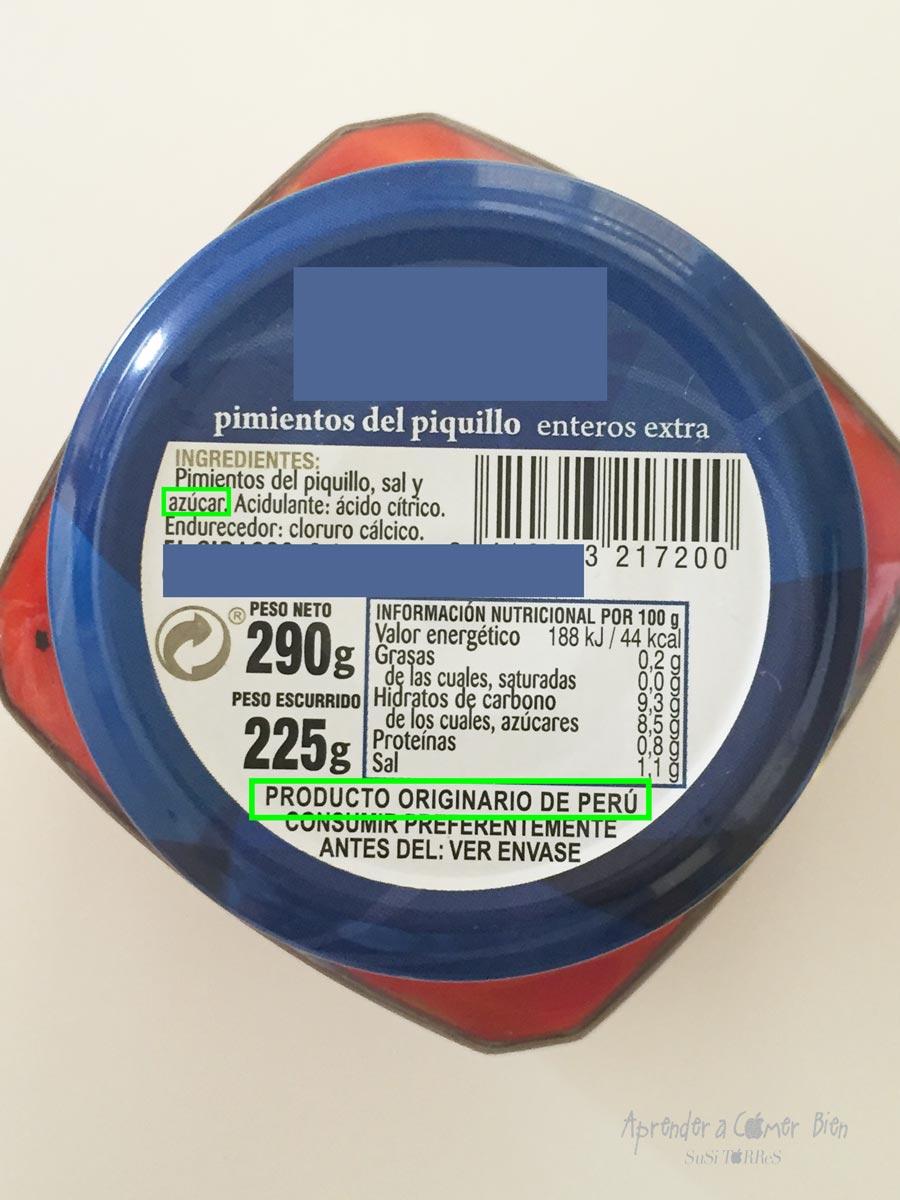 pimientos del piquillo enteros extra
INGREDIENTES:
Pimientos del piquillo, sal y
azúcar. Acidulante: ácido cítrico.
Endurecedor: cloruro cálcico.
3 217200
®
PESO NETO
290g
PESO ESCURRIDO
225g
INFORMACIÓN NUTRICIONAL POR 100 g
Valor energético 188 kJ / 44 kcal
Grasas 0,2 g
de las cuales, saturadas 0,0 g
Hidratos de carbono 9,3 g
de los cuales, azúcares 8,5 g
Proteínas 0,8 g
Sal 1,1 g
PRODUCTO ORIGINARIO DE PERÚ
CONSUMIR PREFERENTEMENTE
ANTES DEL: VER ENVASE
Aprender a Comer Bien
SuSi TORReS